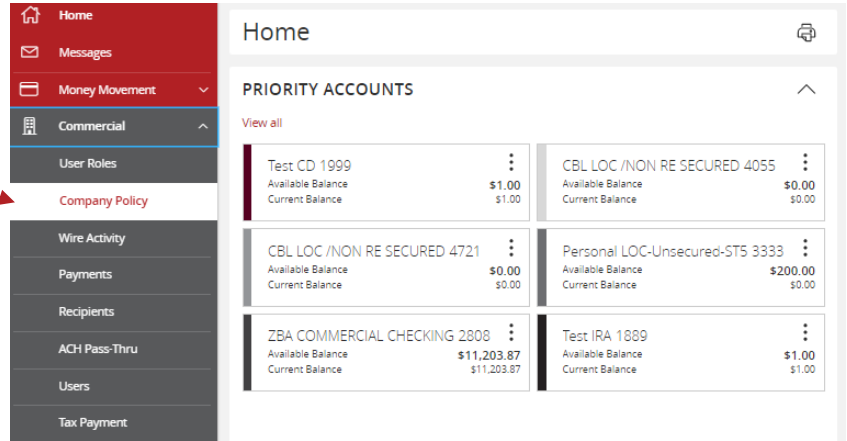 Home
Messages
Money Movement
Commercial
User Roles
Company Policy
Wire Activity
Payments
Recipients
ACH Pass-Thru
Users
Tax Payment
Home
PRIORITY ACCOUNTS
View all
Test CD 1999
Available Balance $1.00
Current Balance $1.00
CBL LOC /NON RE SECURED 4055
Available Balance $0.00
Current Balance $0.00
CBL LOC /NON RE SECURED 4721
Available Balance $0.00
Current Balance $0.00
Personal LOC-Unsecured-ST5 3333
Available Balance $200.00
Current Balance $0.00
ZBA COMMERCIAL CHECKING 2808
Available Balance $11,203.87
Current Balance $11,203.87
Test IRA 1889
Available Balance $1.00
Current Balance $1.00